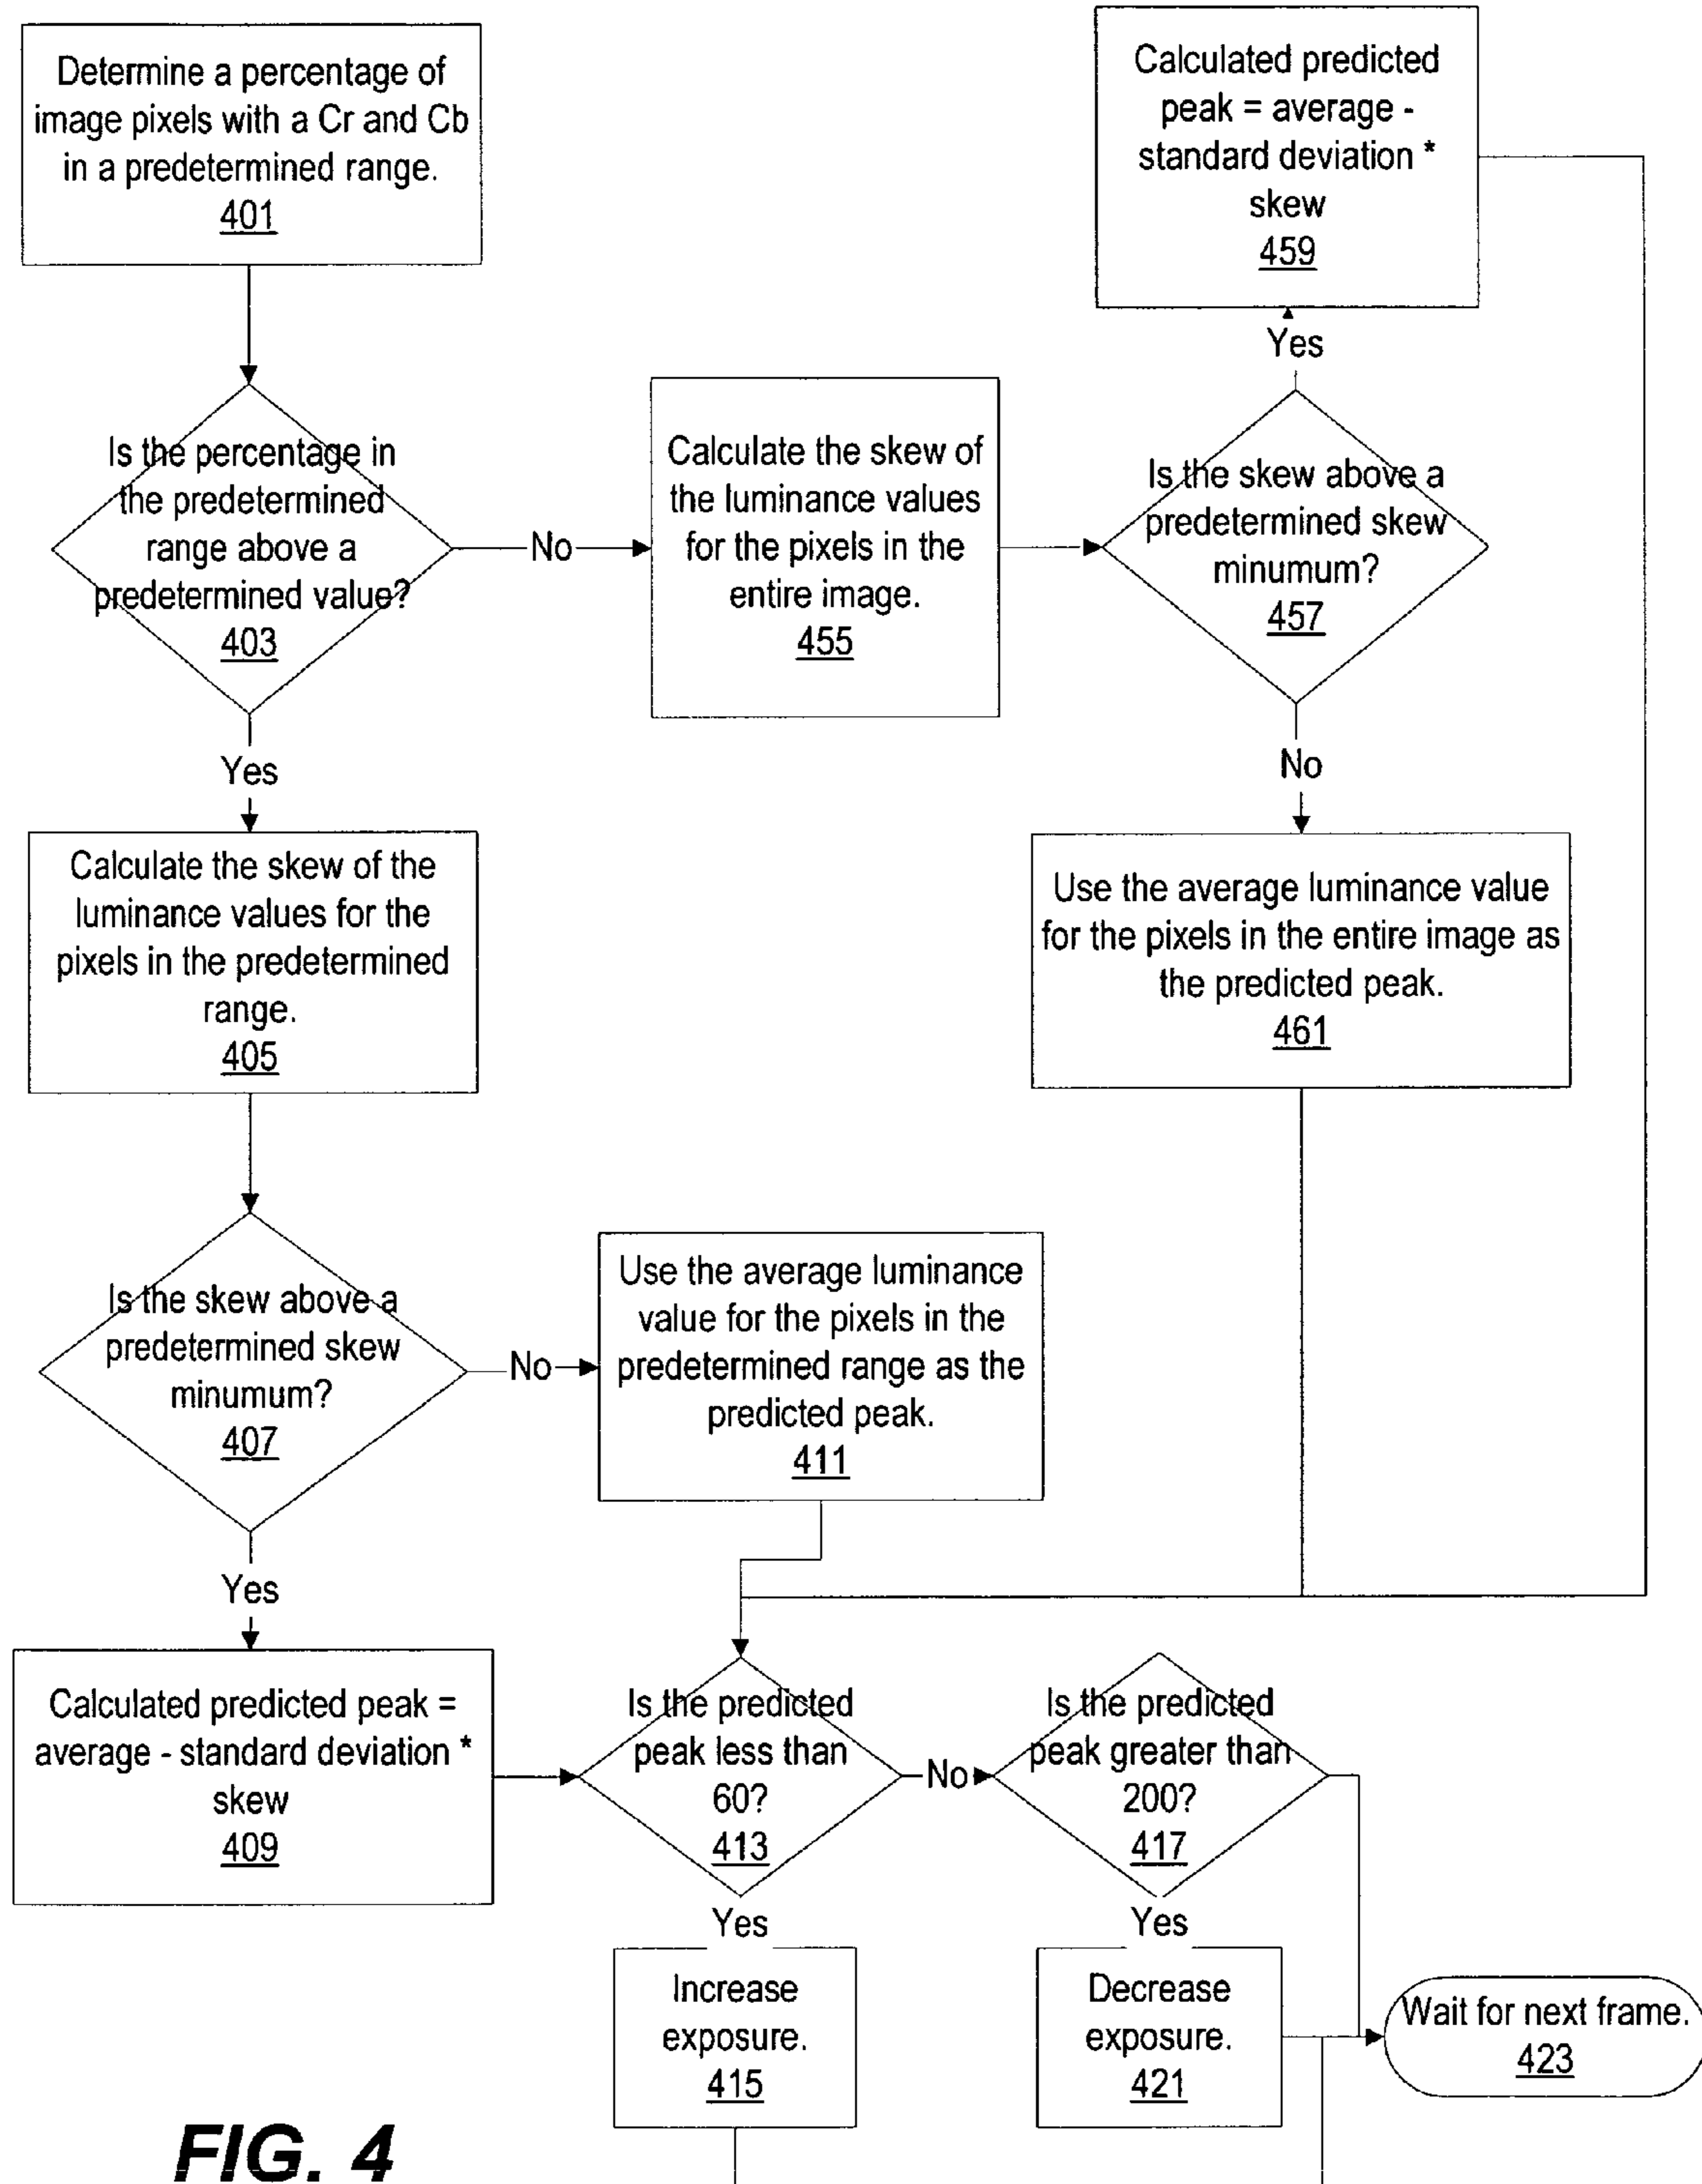 Determine a percentage of
image pixels with a Cr and Cb
in a predetermined range.
401
Is the percentage in
the predetermined
range above a
predetermined value?
403
No
Yes
Calculate the skew of
the luminance values
for the pixels in the
entire image.
455
Is the skew above a
predetermined skew
minumum?
457
Yes
No
Calculated predicted
peak = average -
standard deviation *
skew
459
Use the average luminance value
for the pixels in the entire image as
the predicted peak.
461
Calculate the skew of the
luminance values for the
pixels in the predetermined
range.
405
Is the skew above a
predetermined skew
minumum?
407
No
Yes
Use the average luminance
value for the pixels in the
predetermined range as the
predicted peak.
411
Calculated predicted peak =
average - standard deviation *
skew
409
Is the predicted
peak less than
60?
413
No
Yes
Is the predicted
peak greater than
200?
417
Yes
Increase
exposure.
415
Decrease
exposure.
421
Wait for next frame.
423
FIG. 4